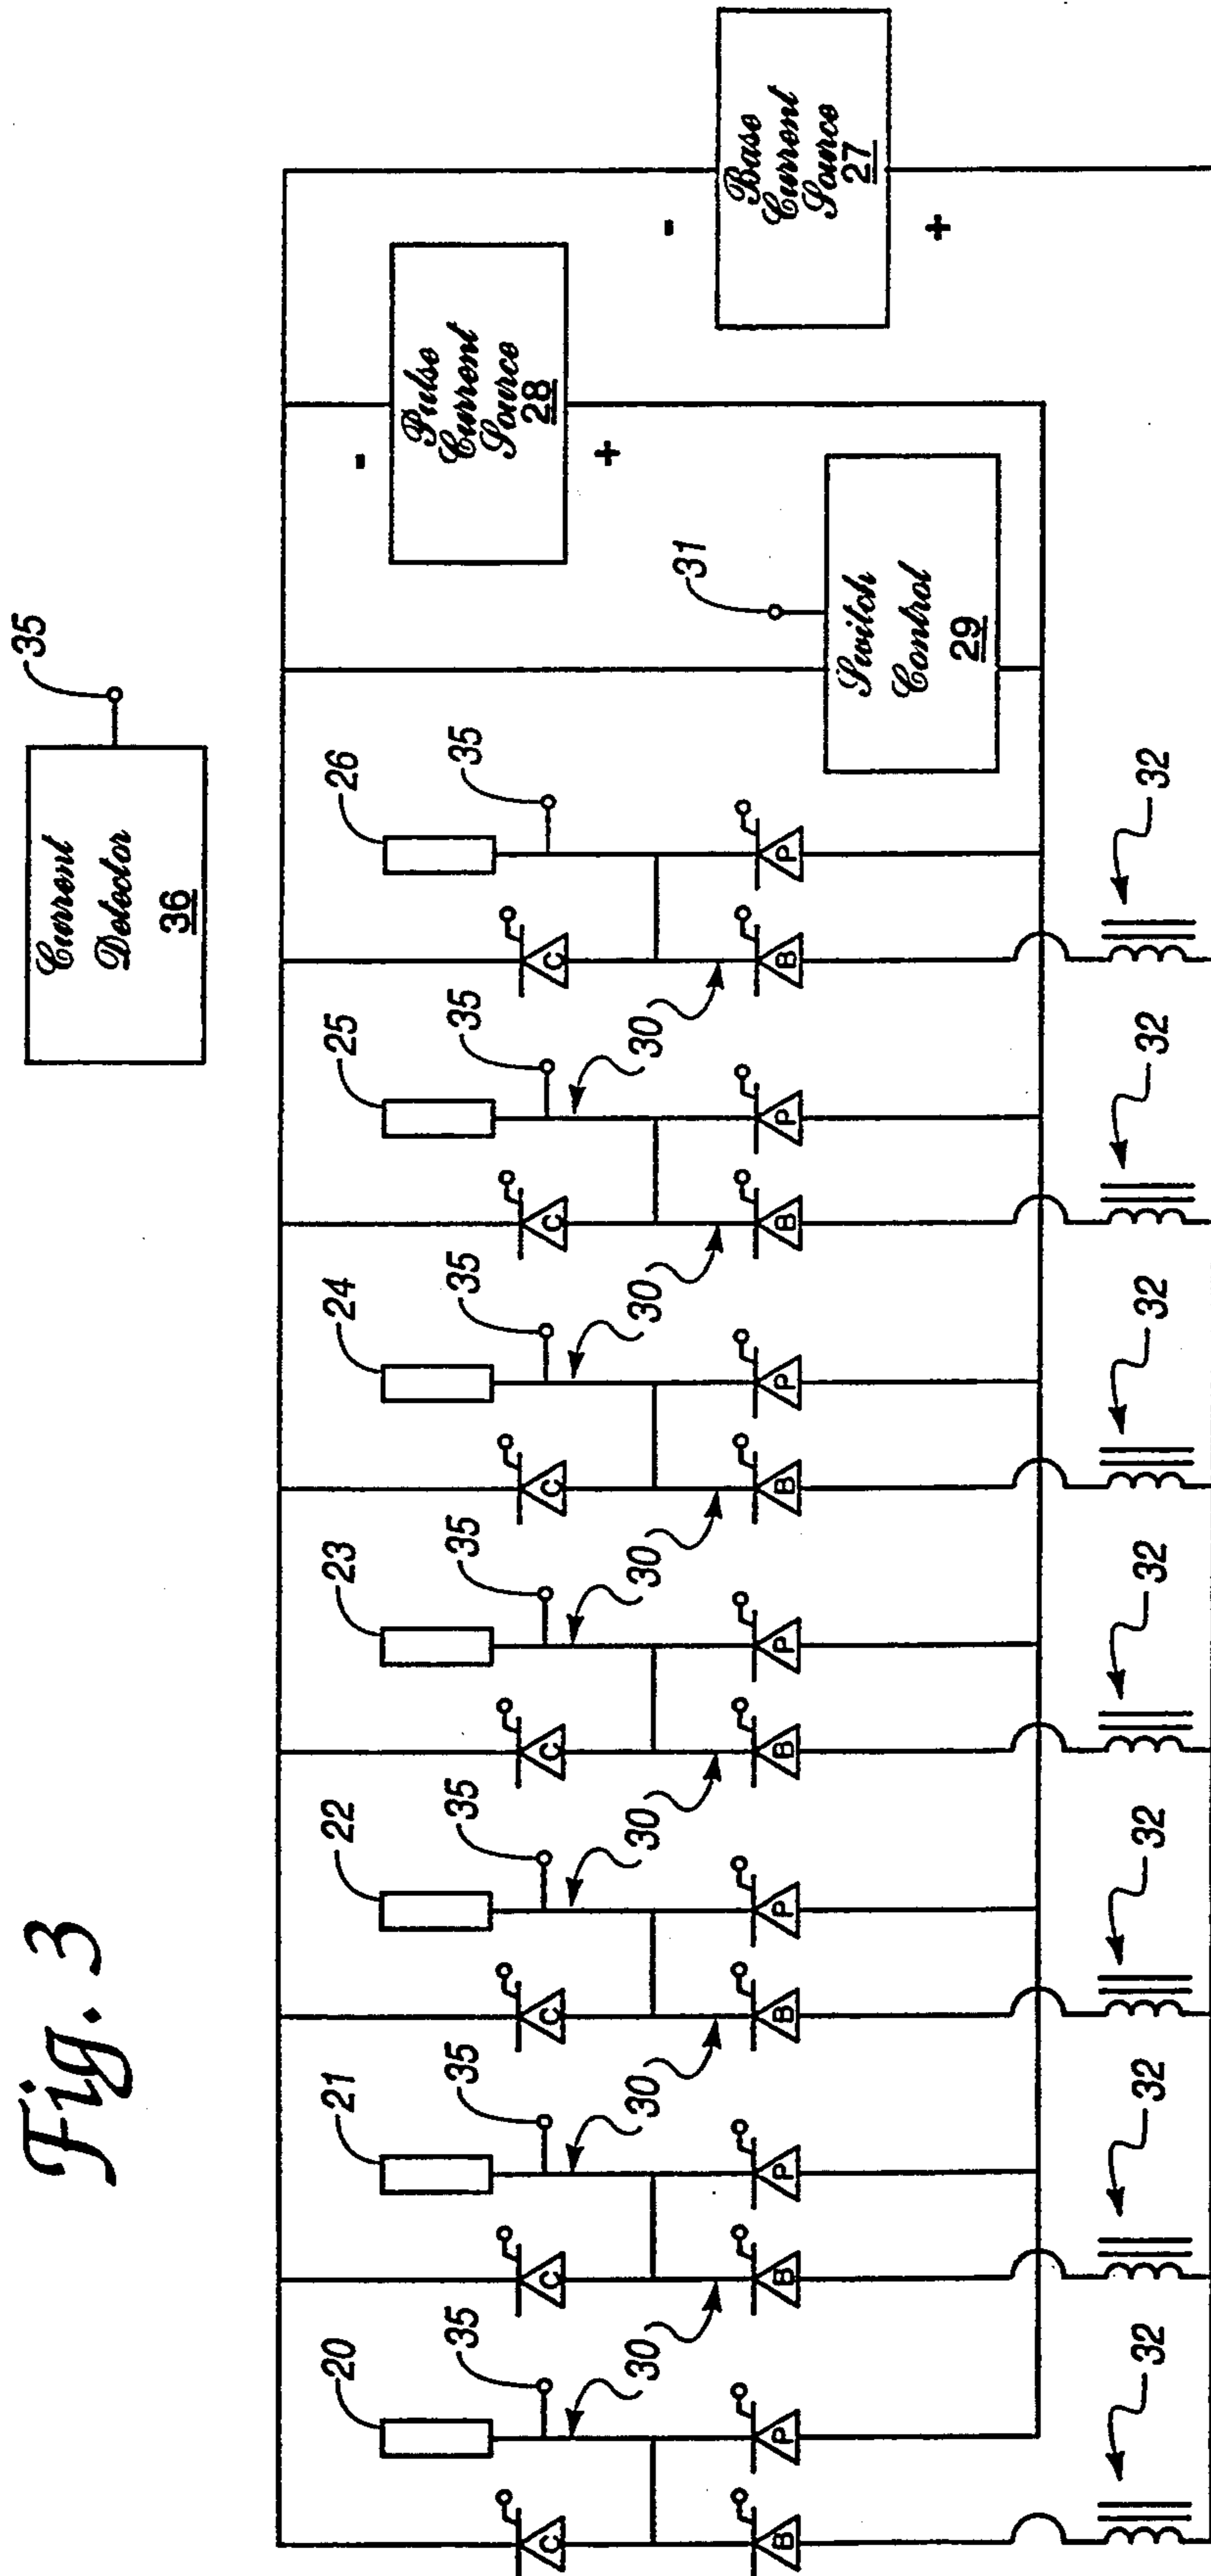 Fig. 3
Current
Detector
36
35
20
21
22
23
24
25
26
35
35
35
35
35
35
35
C
C
C
C
C
C
C
30
30
30
30
30
30
30
30
30
30
30
30
30
B
P
B
P
B
P
B
P
B
P
B
P
B
P
32
32
32
32
32
32
32
31
Switch
Control
29
-
Pulse
Current
Source
28
+
-
Base
Current
Source
27
+